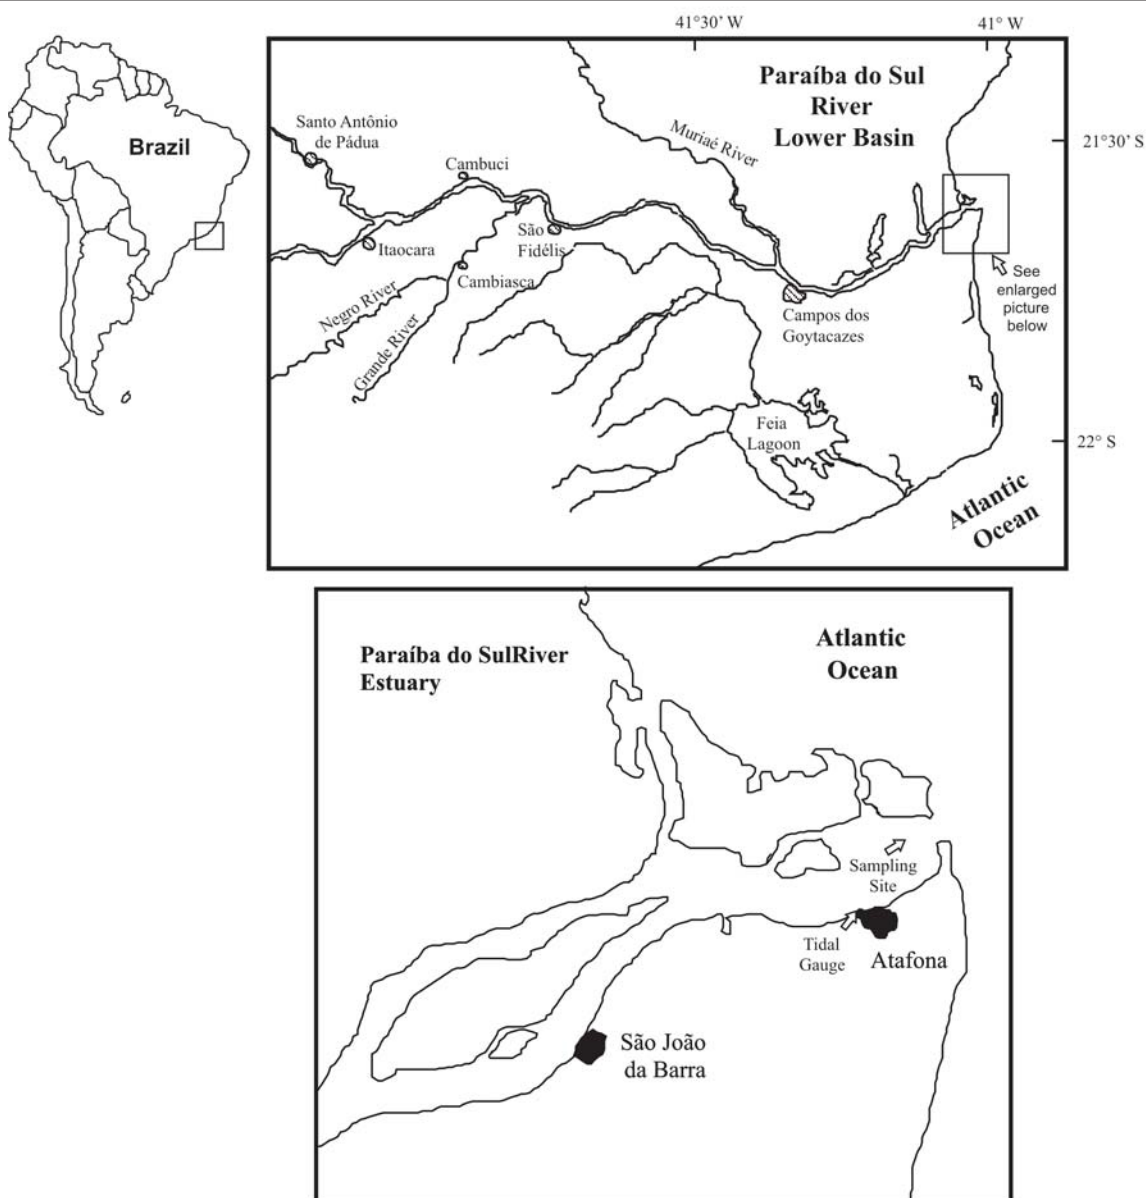 41°30' W
41° W
Brazil
Paraíba do Sul
River
Lower Basin
21°30' S
Santo Antônio
de Pádua
Muriaé River
Cambuci
São
Fidélis
Itaocara
Cambiasca
Negro River
Grande River
Campos dos
Goytacazes
See
enlarged
picture
below
Feia
Lagoon
22° S
Atlantic
Ocean
Paraíba do SulRiver
Estuary
Atlantic
Ocean
Sampling
Site
Tidal
Gauge
Atafona
São João
da Barra